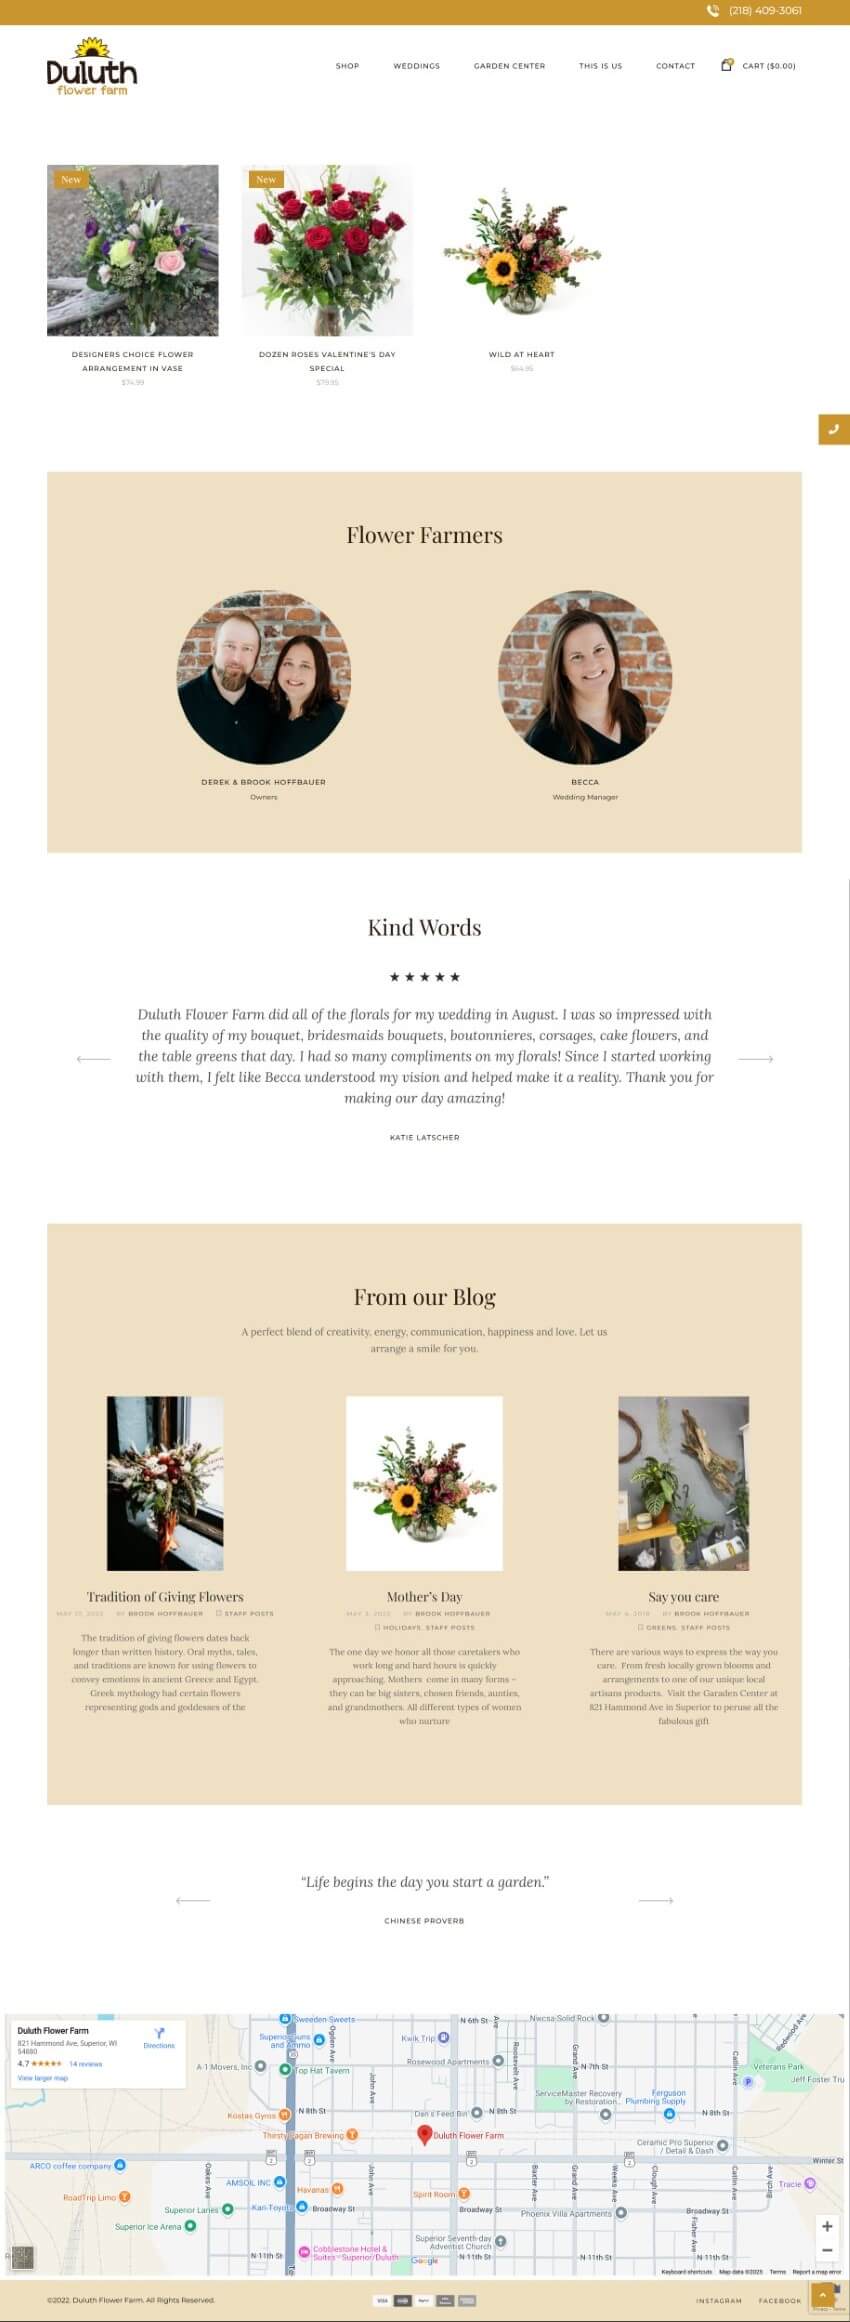 (218) 409-3061
Duluth
flower farm
SHOP WEDDINGS GARDEN CENTER THIS IS US CONTACT CART ($0.00)
New
New
DESIGNERS CHOICE FLOWER
ARRANGEMENT IN VASE
$74.99
DOZEN ROSES VALENTINE'S DAY
SPECIAL
$79.95
WILD AT HEART
$64.95
Flower Farmers
DEREK & BROOK HOFFBAUER
Owners
BECCA
Wedding Manager
Kind Words
★★★★★
Duluth Flower Farm did all of the florals for my wedding in August. I was so impressed with
the quality of my bouquet, bridesmaids bouquets, boutonnieres, corsages, cake flowers, and
the table greens that day. I had so many compliments on my florals! Since I started working
with them, I felt like Becca understood my vision and helped make it a reality. Thank you for
making our day amazing!
KATIE LATSCHER
From our Blog
A perfect blend of creativity, energy, communication, happiness and love. Let us
arrange a smile for you.
Tradition of Giving Flowers
BY BROOK HOFFBAUER STAFF POSTS
The tradition of giving flowers dates back
longer than written history. Oral myths, tales,
and traditions are known for using flowers to
convey emotions in ancient Greece and Egypt.
Greek mythology had certain flowers
representing gods and goddesses of the
Mother's Day
BY BROOK HOFFBAUER
HOLIDAYS, STAFF POSTS
The one day we honor all those caretakers who
work long and hard hours is quickly
approaching. Mothers come in many forms –
they can be big sisters, chosen friends, aunties,
and grandmothers. All different types of women
who nurture
Say you care
BY BROOK HOFFBAUER
GREENS, STAFF POSTS
There are various ways to express the way you
care. From fresh locally grown blooms and
arrangements to one of our unique local
artisans products. Visit the Garaden Center at
821 Hammond Ave in Superior to peruse all the
fabulous gift
“Life begins the day you start a garden.”
CHINESE PROVERB
Duluth Flower Farm
821 Hammond Ave, Superior, WI
54880
Directions
4.7 ★★★★★ 14 reviews
View larger map
Sweeden Sweets
Superior Guns
and Ammo
A-1 Movers, Inc
Top Hat Tavern
Ogden Ave
John Ave
Kwik Trip
Rosewood Apartments
N 6th St
Nwcsa-Solid Rock
Roosevelt Ave
Grand Ave
N 7th St
Catlin Ave
Redwood Ave
Veterans Park
Jeff Foster Tru
ServiceMaster Recovery
by Restoration...
Ferguson
Plumbing Supply
Kostas Gyros
N 8th St
Dan's Feed Bin
N 8th St
N 8th St
Thirsty Pagan Brewing
Duluth Flower Farm
Ceramic Pro Superior
/ Detail & Dash
Winter St
ARCO coffee company
AMSOIL INC
Havanas
RoadTrip Limo
Superior Lanes
Kari Toyota
Broadway St
Spirit Room
Broadway St
Phoenix Villa Apartments
Broadway St
Tracie
Oakes Ave
John Ave
Baxter Ave
Grand Ave
Weeks Ave
Clough Ave
Catlin Ave
Fisher Ave
Superior Ice Arena
N 11th St
Cobblestone Hotel &
Suites - Superior/Duluth
Superior Seventh-day
Adventist Church
Google
N 11th St
N 11th St
N 11th St
Keyboard shortcuts Map data ©2025 Terms Report a map error
©2022, Duluth Flower Farm. All Rights Reserved.
VISA
INSTAGRAM FACEBOOK